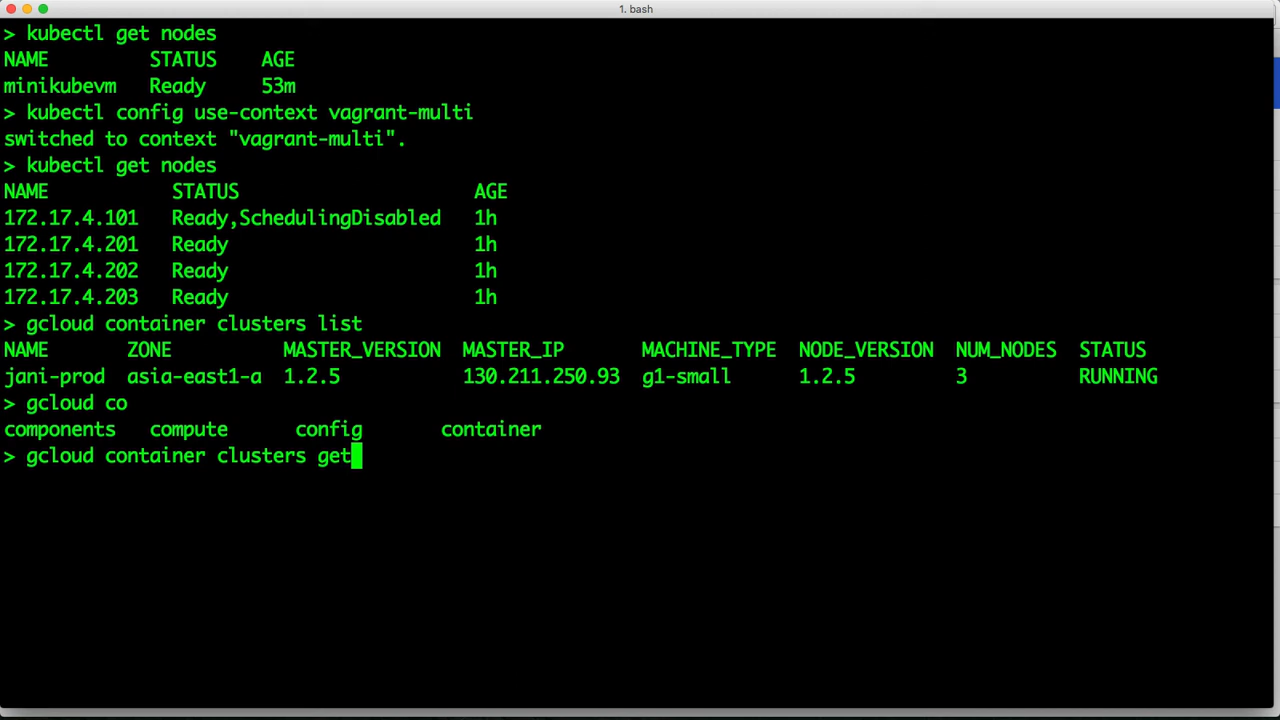 1. bash
> kubectl get nodes
NAME STATUS AGE
minikubevm Ready 53m
> kubectl config use-context vagrant-multi
switched to context "vagrant-multi".
> kubectl get nodes
NAME STATUS AGE
172.17.4.101 Ready,SchedulingDisabled 1h
172.17.4.201 Ready 1h
172.17.4.202 Ready 1h
172.17.4.203 Ready 1h
> gcloud container clusters list
NAME ZONE MASTER_VERSION MASTER_IP MACHINE_TYPE NODE_VERSION NUM_NODES STATUS
jani-prod asia-east1-a 1.2.5 130.211.250.93 g1-small 1.2.5 3 RUNNING
> gcloud co
components compute config container
> gcloud container clusters get